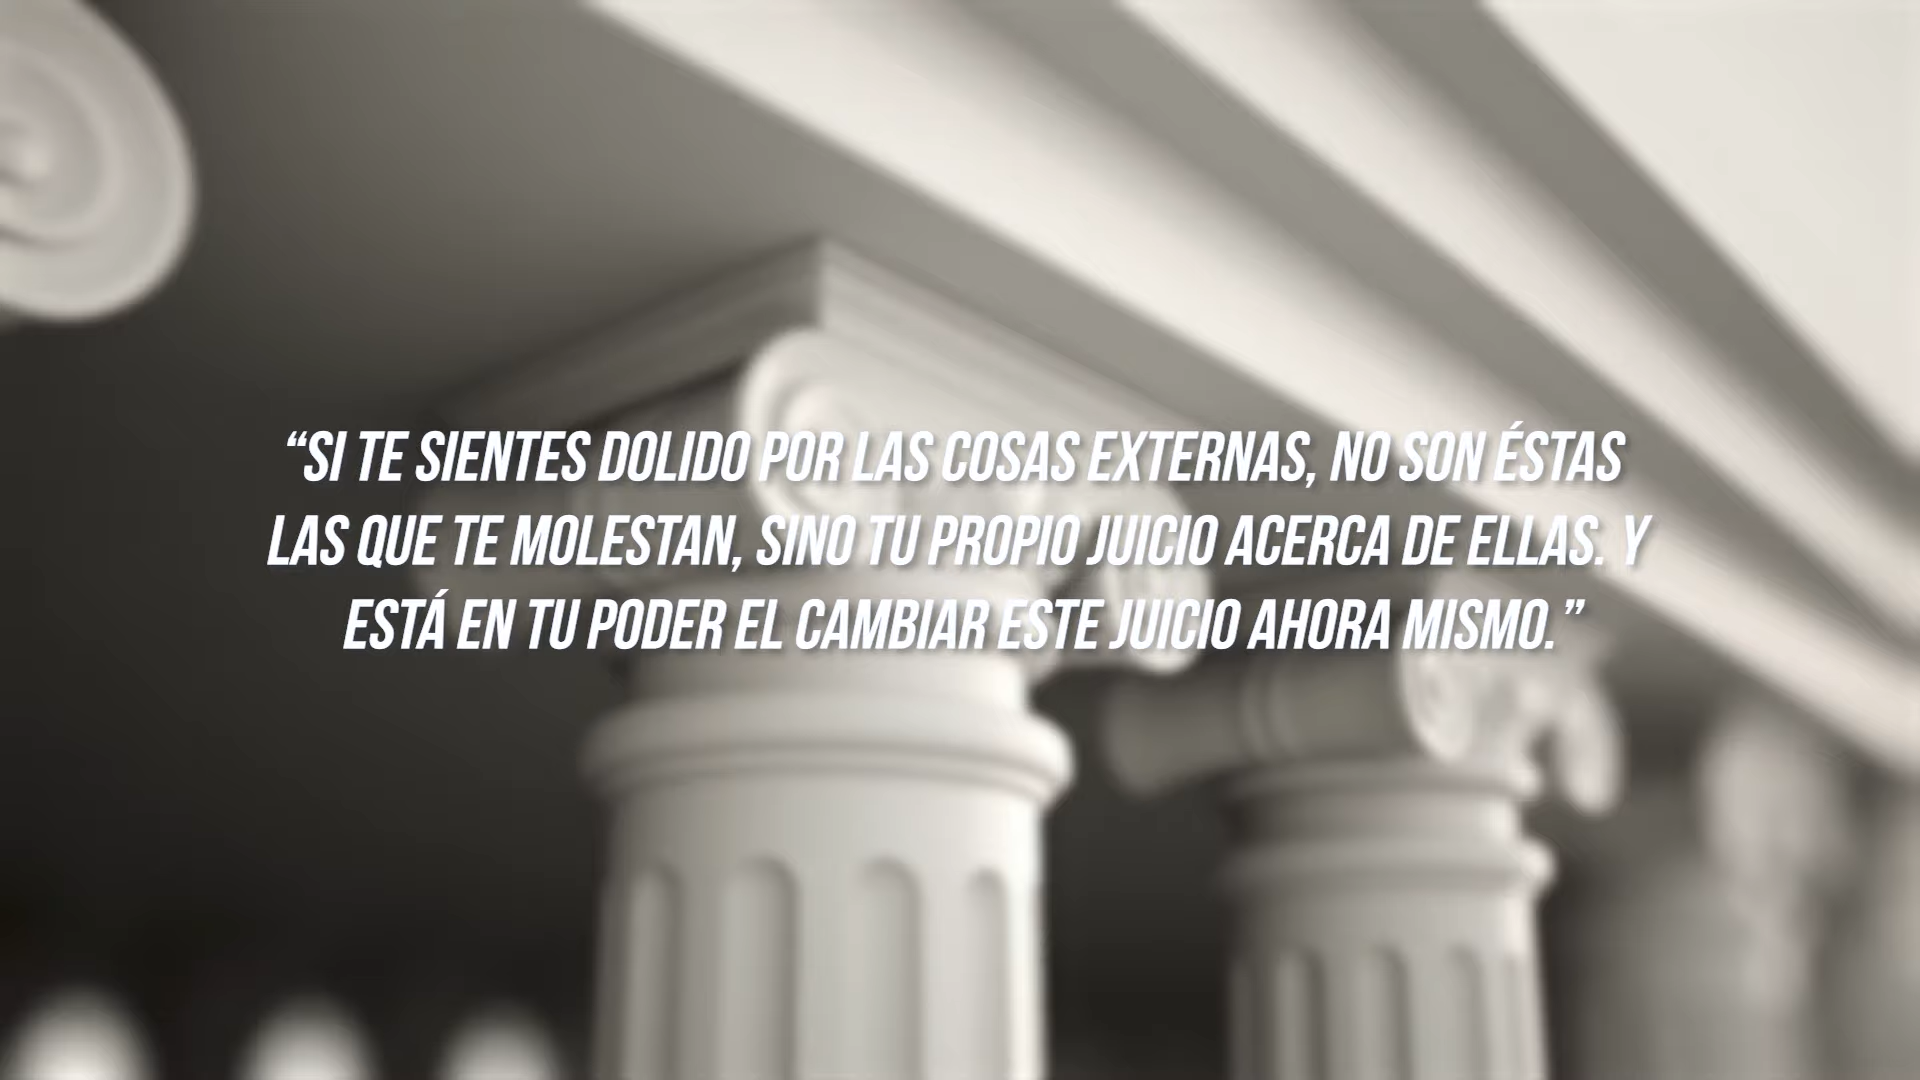 “SI TE SIENTES DOLIDO POR LAS COSAS EXTERNAS, NO SON ÉSTAS
LAS QUE TE MOLESTAN, SINO TU PROPIO JUICIO ACERCA DE ELLAS. Y
ESTÁ EN TU PODER EL CAMBIAR ESTE JUICIO AHORA MISMO.”